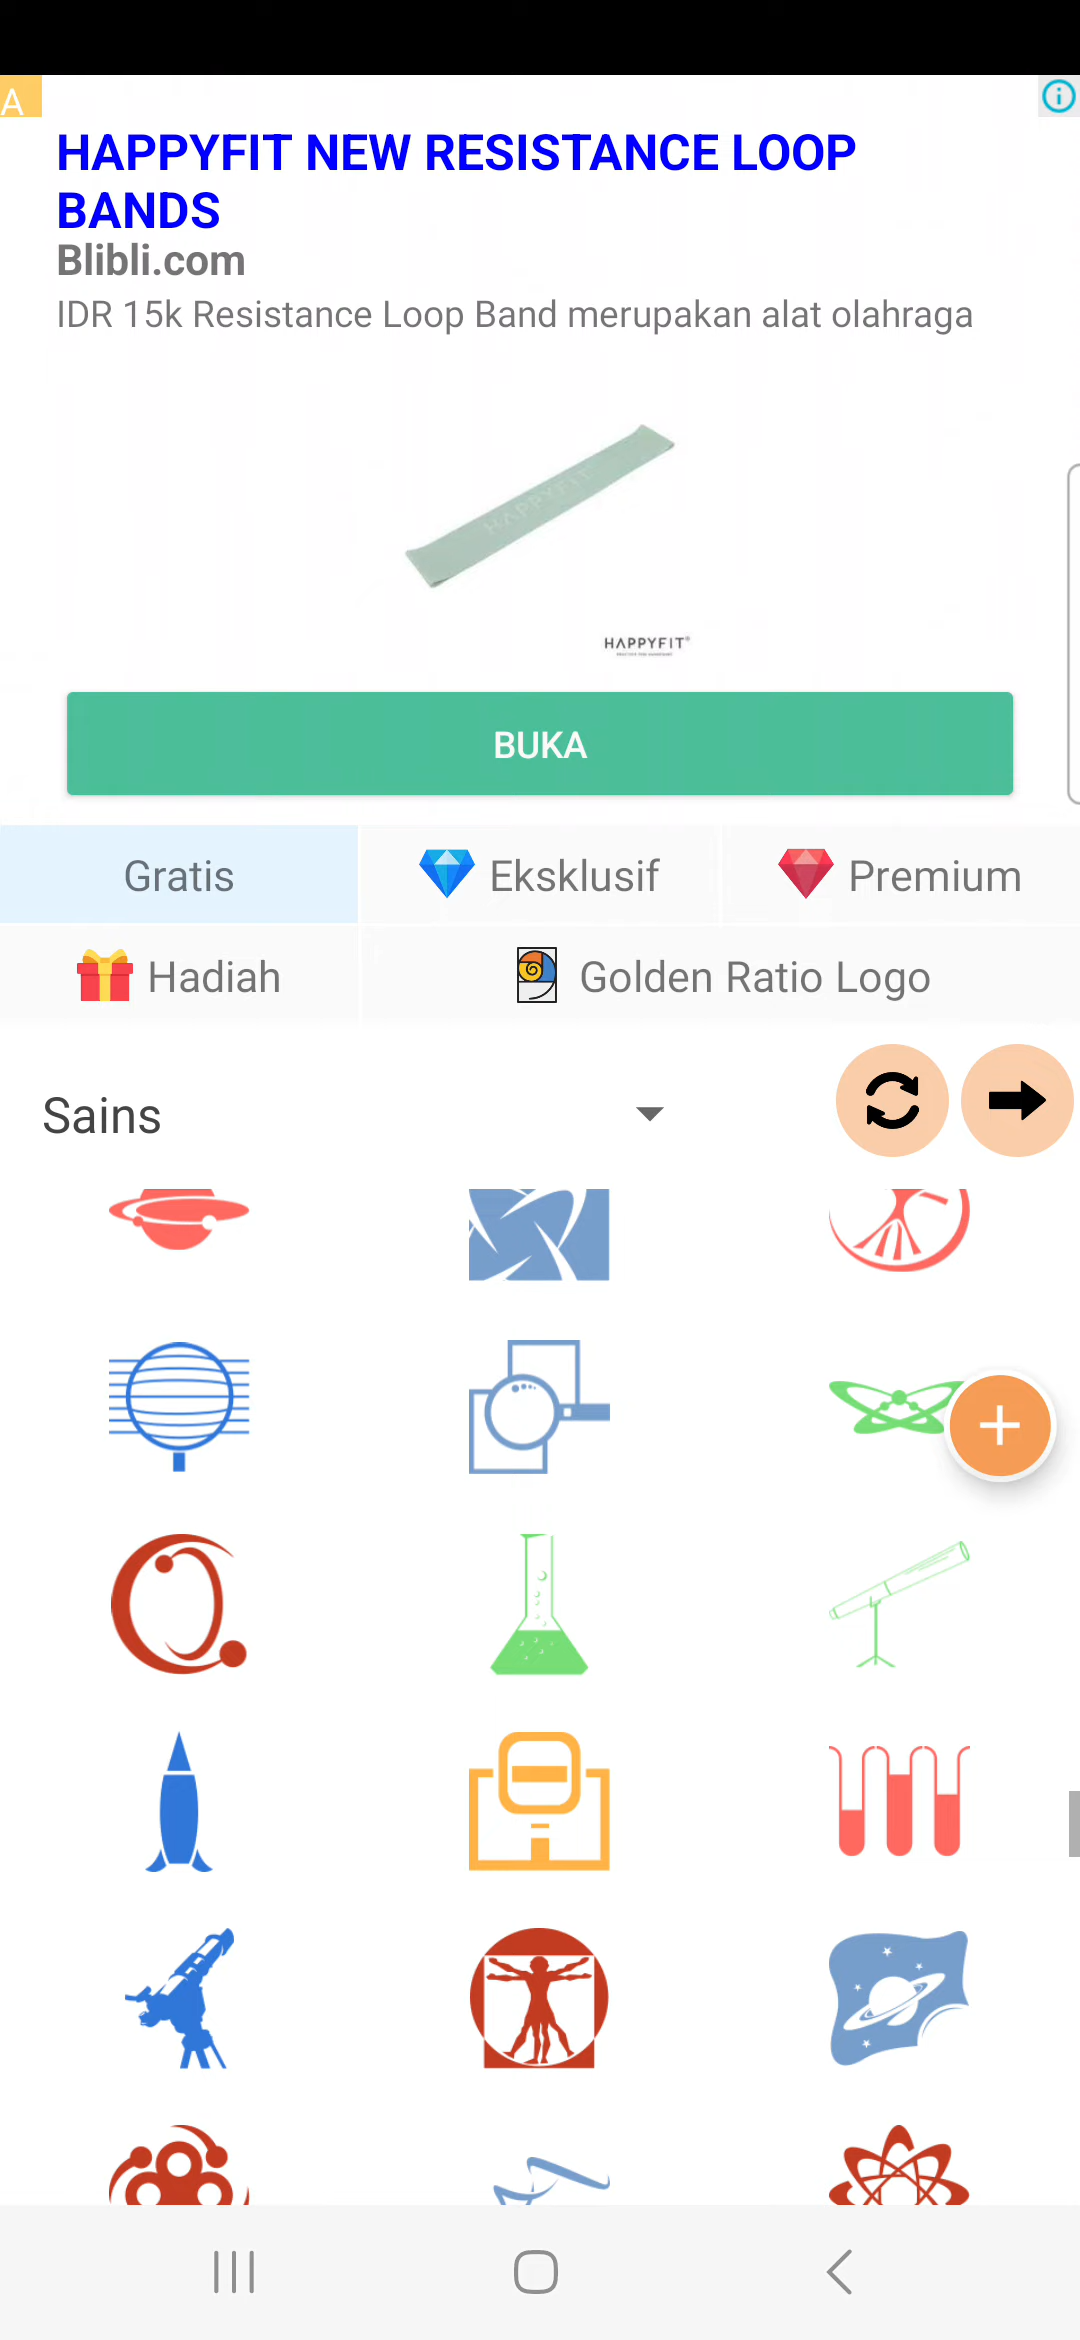 A
HAPPYFIT NEW RESISTANCE LOOP
BANDS
Blibli.com
IDR 15k Resistance Loop Band merupakan alat olahraga
HAPPYFIT
HAPPYFIT®
BUKA
Gratis
Eksklusif
Premium
Hadiah
Golden Ratio Logo
Sains